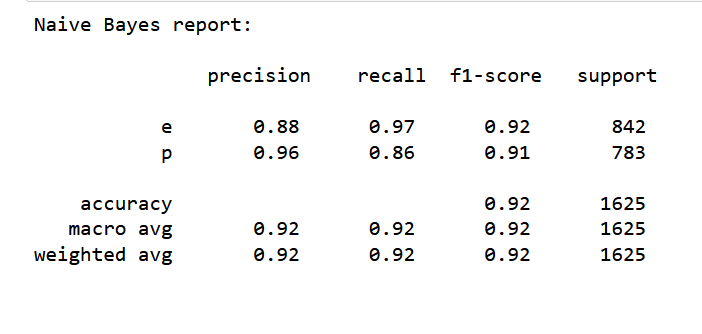 Naive Bayes report:
precision recall f1-score support
e 0.88 0.97 0.92 842
p 0.96 0.86 0.91 783
accuracy 0.92 1625
macro avg 0.92 0.92 0.92 1625
weighted avg 0.92 0.92 0.92 1625